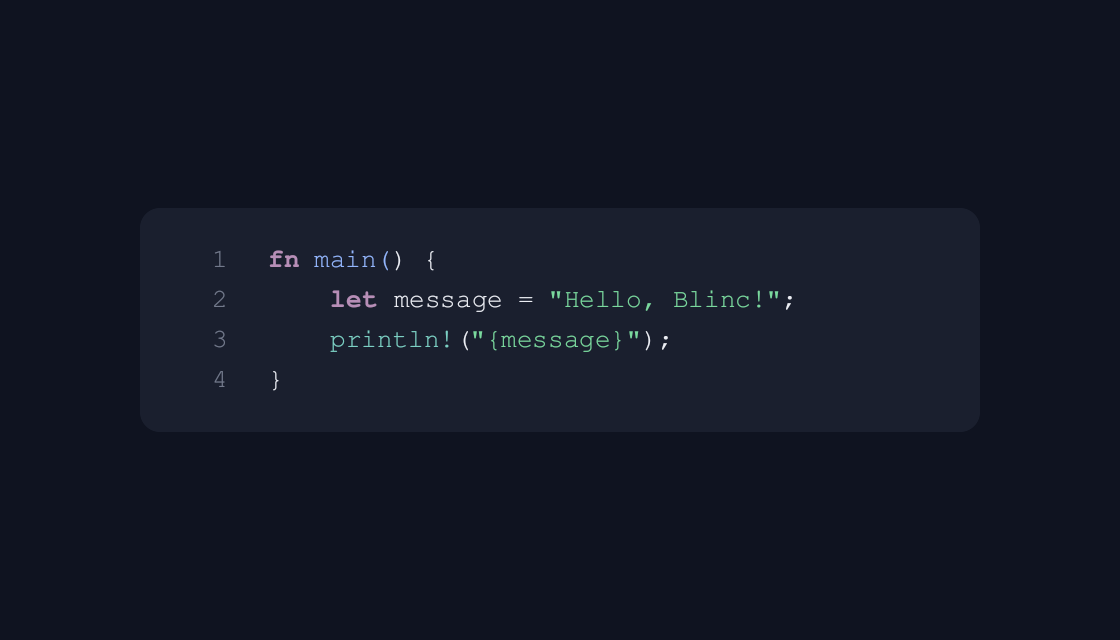 1 fn main() {
2     let message = "Hello, Blinc!";
3     println!("{message}");
4 }